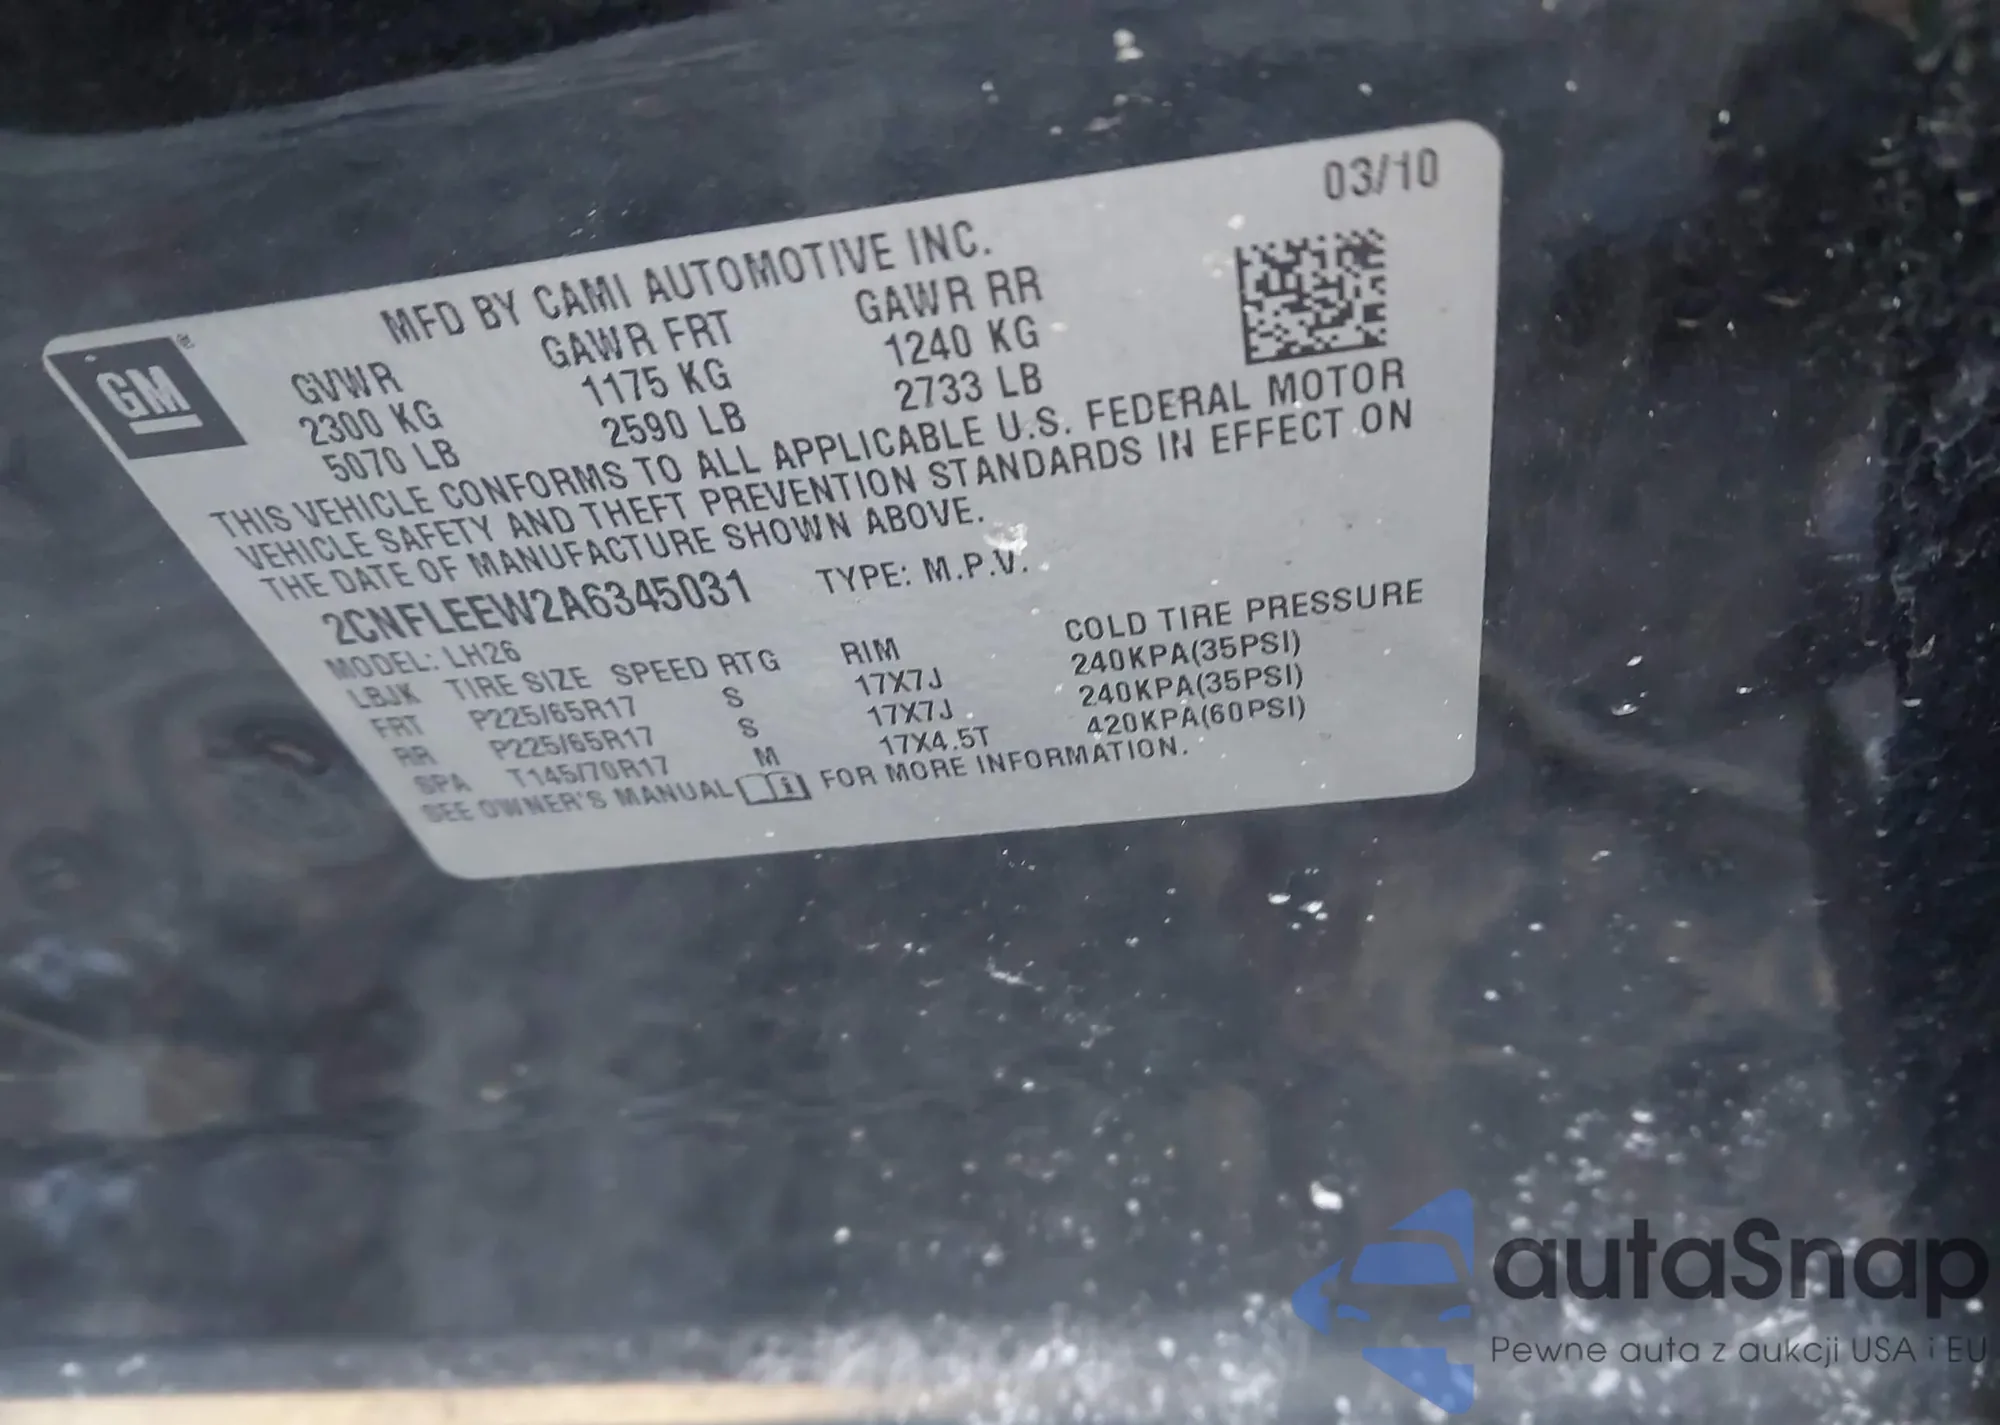 03/10
MFD BY CAMI AUTOMOTIVE INC.
GM®
GVWR GAWR FRT GAWR RR
2300 KG 1175 KG 1240 KG
5070 LB 2590 LB 2733 LB
THIS VEHICLE CONFORMS TO ALL APPLICABLE U.S. FEDERAL MOTOR
VEHICLE SAFETY AND THEFT PREVENTION STANDARDS IN EFFECT ON
THE DATE OF MANUFACTURE SHOWN ABOVE.
2CNFLEEW2A6345031 TYPE: M.P.V.
MODEL: LH26
LBJK TIRE SIZE SPEED RTG RIM COLD TIRE PRESSURE
FRT P225/65R17 S 17X7J 240KPA(35PSI)
RR P225/65R17 S 17X7J 240KPA(35PSI)
SPA T145/70R17 M 17X4.5T 420KPA(60PSI)
SEE OWNER'S MANUAL FOR MORE INFORMATION.
autaSnap
Pewne auta z aukcji USA i EU